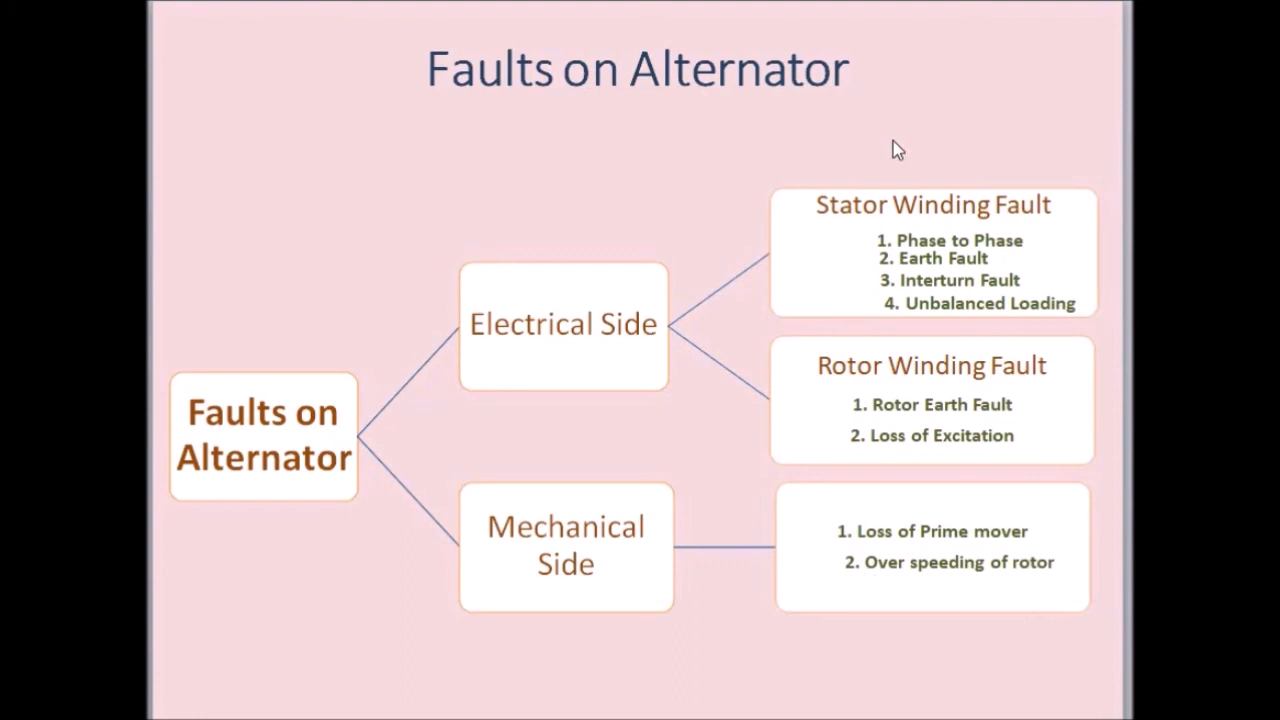 Faults on Alternator
Stator Winding Fault
1. Phase to Phase
2. Earth Fault
3. Interturn Fault
4. Unbalanced Loading
Electrical Side
Rotor Winding Fault
1. Rotor Earth Fault
2. Loss of Excitation
Faults on
Alternator
Mechanical
Side
1. Loss of Prime mover
2. Over speeding of rotor